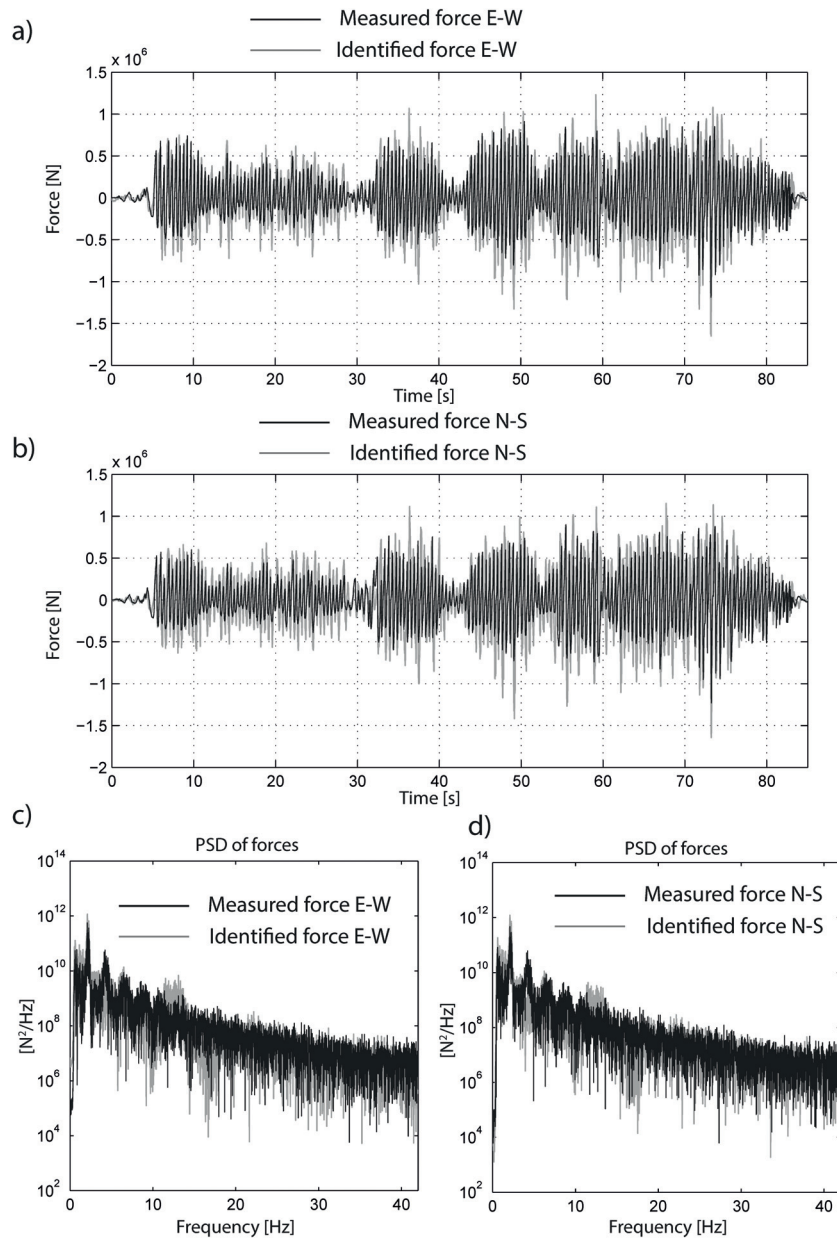 a)
Measured force E-W
Identified force E-W
x 10^6
1.5
1
0.5
0
−0.5
−1
−1.5
−2
Force [N]
0 10 20 30 40 50 60 70 80
Time [s]
b)
Measured force N-S
Identified force N-S
x 10^6
1.5
1
0.5
0
−0.5
−1
−1.5
−2
Force [N]
0 10 20 30 40 50 60 70 80
Time [s]
c)
PSD of forces
Measured force E-W
Identified force E-W
10^14
10^12
10^10
10^8
10^6
10^4
10^2
[N²/Hz]
0 10 20 30 40
Frequency [Hz]
d)
PSD of forces
Measured force N-S
Identified force N-S
10^14
10^12
10^10
10^8
10^6
10^4
10^2
[N²/Hz]
0 10 20 30 40
Frequency [Hz]